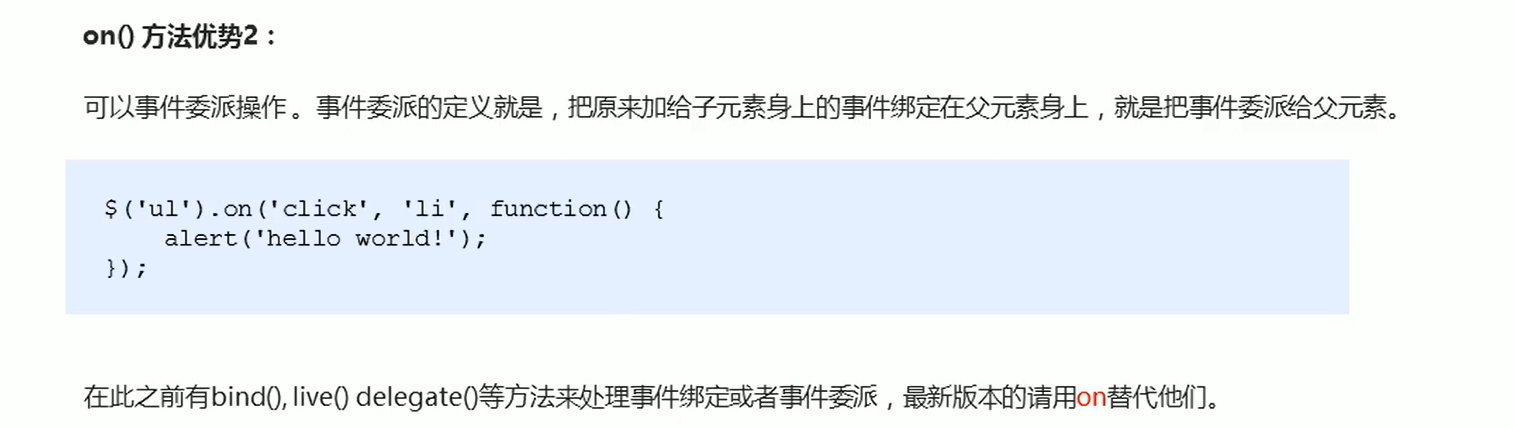 on() 方法优势2：
可以事件委派操作 。事件委派的定义就是，把原来加给子元素身上的事件绑定在父元素身上，就是把事件委派给父元素。
$('ul').on('click', 'li', function() {
    alert('hello world!');
});
在此之前有bind(), live() delegate()等方法来处理事件绑定或者事件委派，最新版本的请用on替代他们。